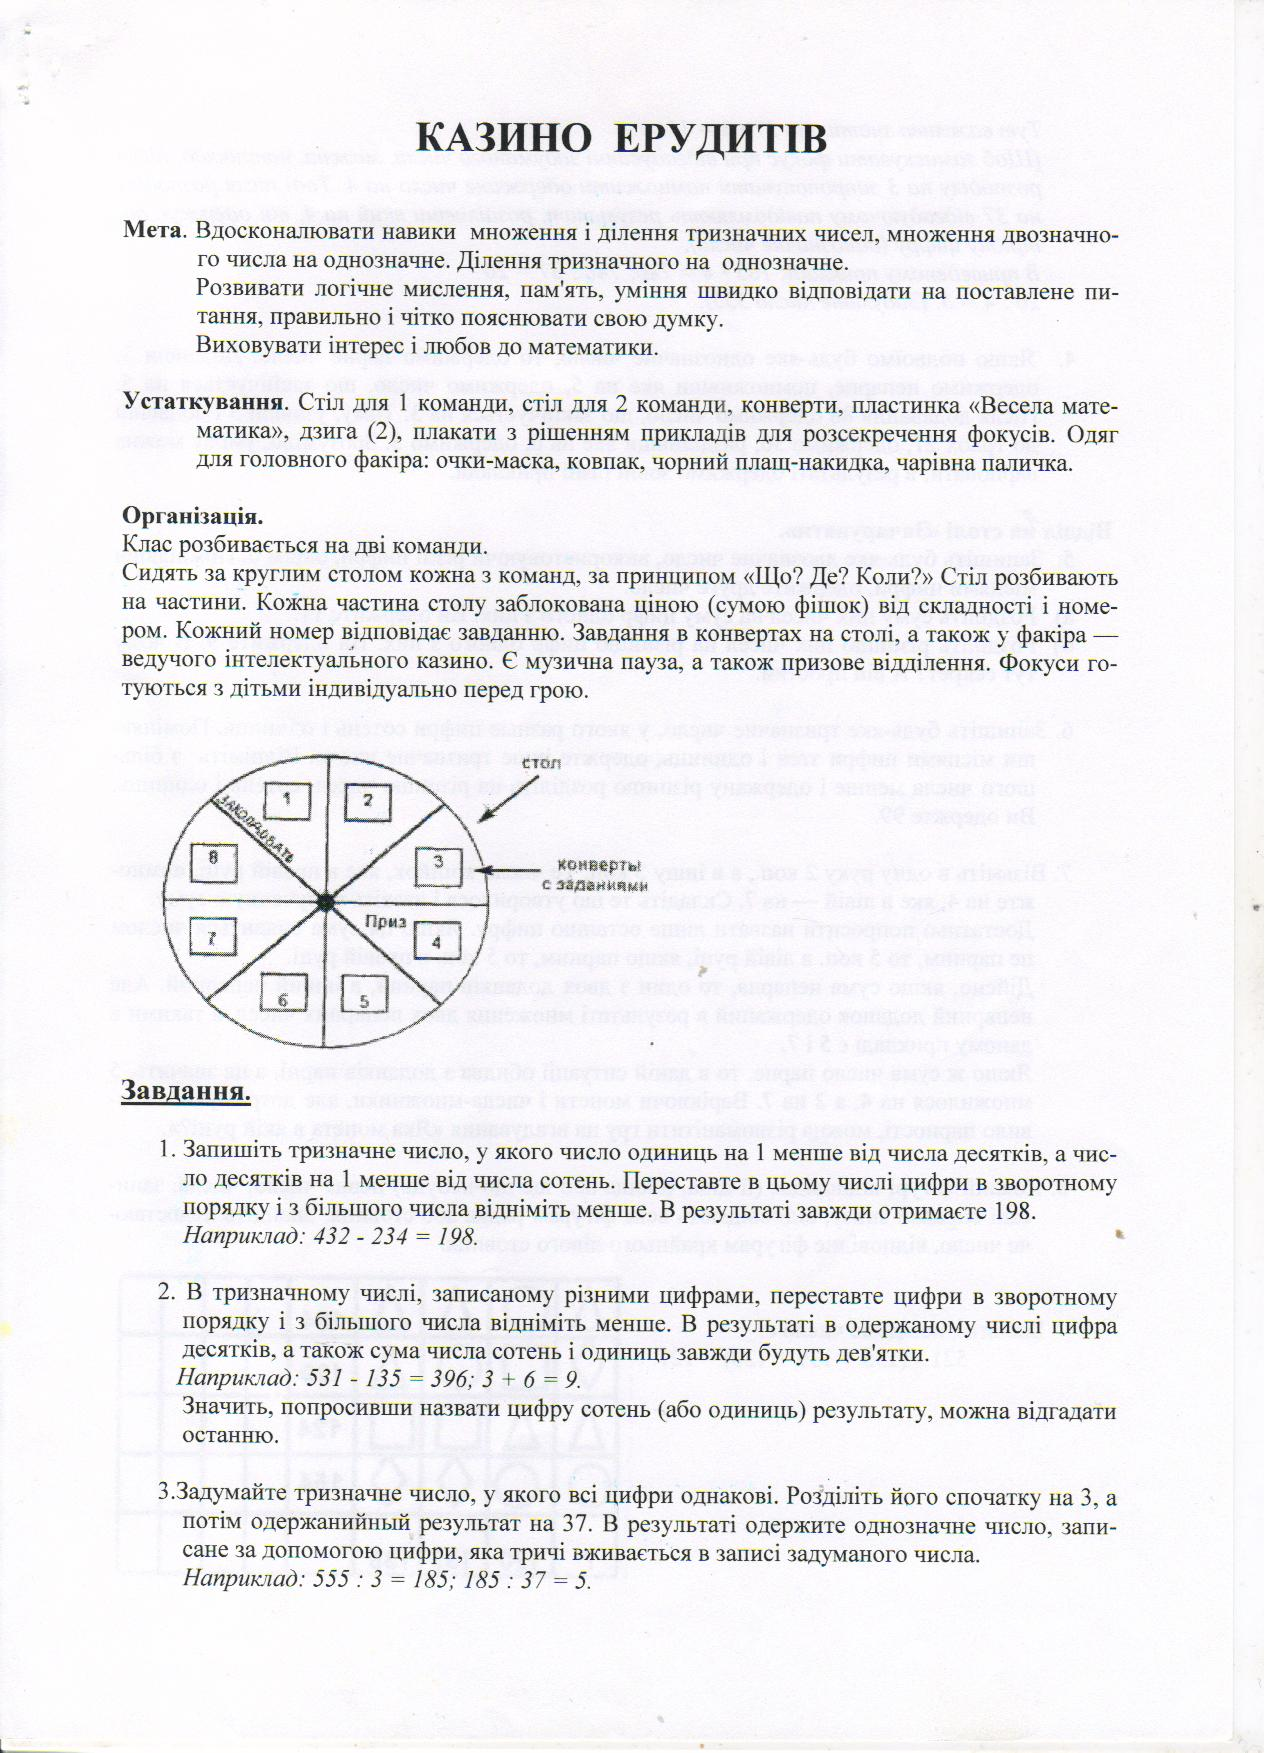 КАЗИНО ЕРУДИТІВ
Мета. Вдосконалювати навики множення і ділення тризначних чисел, множення двозначно-
го числа на однозначне. Ділення тризначного на однозначне.
Розвивати логічне мислення, пам'ять, уміння швидко відповідати на поставлене пи-
тання, правильно і чітко пояснювати свою думку.
Виховувати інтерес і любов до математики.
Устаткування. Стіл для 1 команди, стіл для 2 команди, конверти, пластинка «Весела мате-
матика», дзига (2), плакати з рішенням прикладів для розсекречення фокусів. Одяг
для головного факіра: очки-маска, ковпак, чорний плащ-накидка, чарівна паличка.
Організація.
Клас розбивається на дві команди.
Сидять за круглим столом кожна з команд, за принципом «Що? Де? Коли?» Стіл розбивають
на частини. Кожна частина столу заблокована ціною (сумою фішок) від складності і номе-
ром. Кожний номер відповідає завданню. Завдання в конвертах на столі, а також у факіра —
ведучого інтелектуального казино. Є музична пауза, а також призове відділення. Фокуси го-
туються з дітьми індивідуально перед грою.
стол
1
2
8
3
конверты
с заданиями
Приз
7
4
6
5
Завдання.
1. Запишіть тризначне число, у якого число одиниць на 1 менше від числа десятків, а чис-
ло десятків на 1 менше від числа сотень. Переставте в цьому числі цифри в зворотному
порядку і з більшого числа відніміть менше. В результаті завжди отримаєте 198.
Наприклад: 432 - 234 = 198.
2. В тризначному числі, записаному різними цифрами, переставте цифри в зворотному
порядку і з більшого числа відніміть менше. В результаті в одержаному числі цифра
десятків, а також сума числа сотень і одиниць завжди будуть дев'ятки.
Наприклад: 531 - 135 = 396; 3 + 6 = 9.
Значить, попросивши назвати цифру сотень (або одиниць) результату, можна відгадати
останню.
3.Задумайте тризначне число, у якого всі цифри однакові. Розділіть його спочатку на 3, а
потім одержанийный результат на 37. В результаті одержите однозначне число, запи-
сане за допомогою цифри, яка тричі вживається в записі задуманого числа.
Наприклад: 555 : 3 = 185; 185 : 37 = 5.